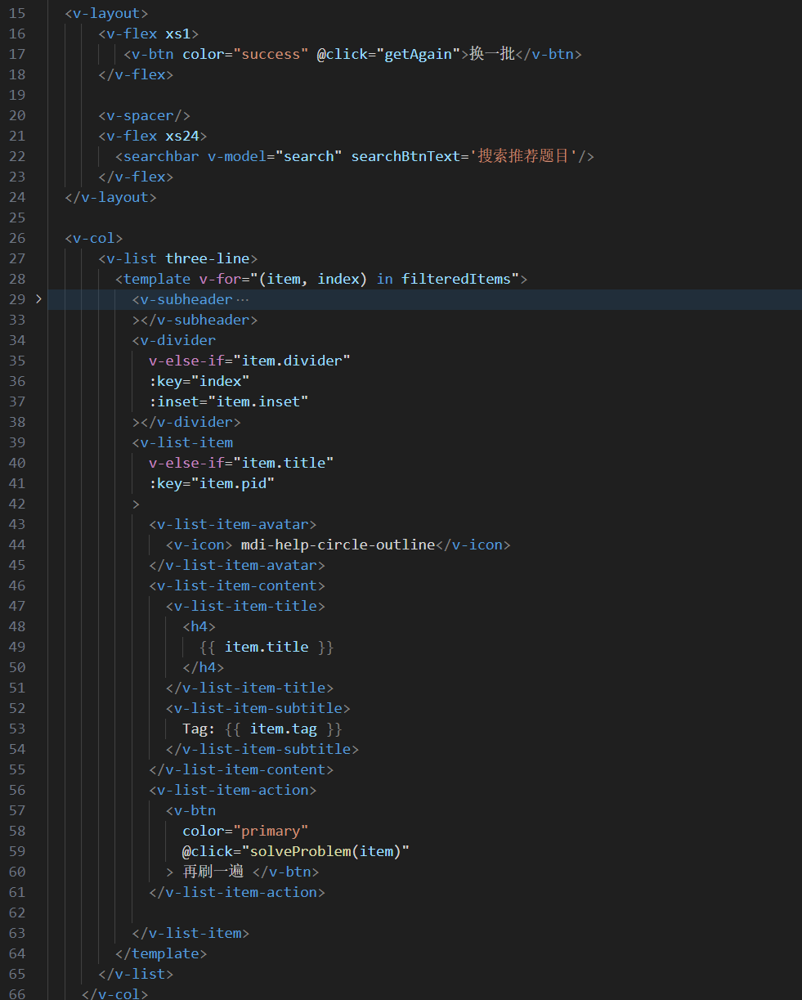 15 <v-layout>
16 <v-flex xs1>
17 <v-btn color="success" @click="getAgain">换一批</v-btn>
18 </v-flex>
19
20 <v-spacer/>
21 <v-flex xs24>
22 <searchbar v-model="search" searchBtnText='搜索推荐题目'/>
23 </v-flex>
24 </v-layout>
25
26 <v-col>
27 <v-list three-line>
28 <template v-for="(item, index) in filteredItems">
29 <v-subheader ···
33 ></v-subheader>
34 <v-divider
35 v-else-if="item.divider"
36 :key="index"
37 :inset="item.inset"
38 ></v-divider>
39 <v-list-item
40 v-else-if="item.title"
41 :key="item.pid"
42 >
43 <v-list-item-avatar>
44 <v-icon> mdi-help-circle-outline</v-icon>
45 </v-list-item-avatar>
46 <v-list-item-content>
47 <v-list-item-title>
48 <h4>
49 {{ item.title }}
50 </h4>
51 </v-list-item-title>
52 <v-list-item-subtitle>
53 Tag: {{ item.tag }}
54 </v-list-item-subtitle>
55 </v-list-item-content>
56 <v-list-item-action>
57 <v-btn
58 color="primary"
59 @click="solveProblem(item)"
60 > 再刷一遍 </v-btn>
61 </v-list-item-action>
62
63 </v-list-item>
64 </template>
65 </v-list>
66 </v-col>